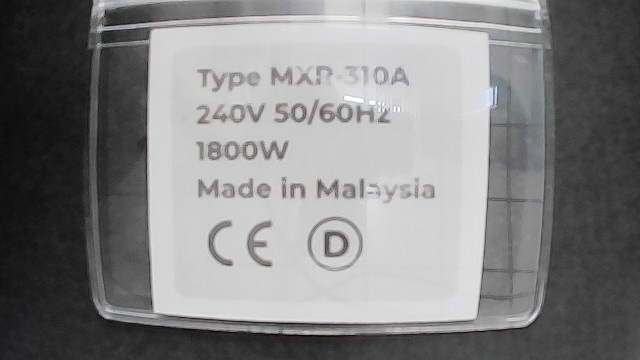 Type MXR-310A
240V 50/60Hz
1800W
Made in Malaysia
CE D